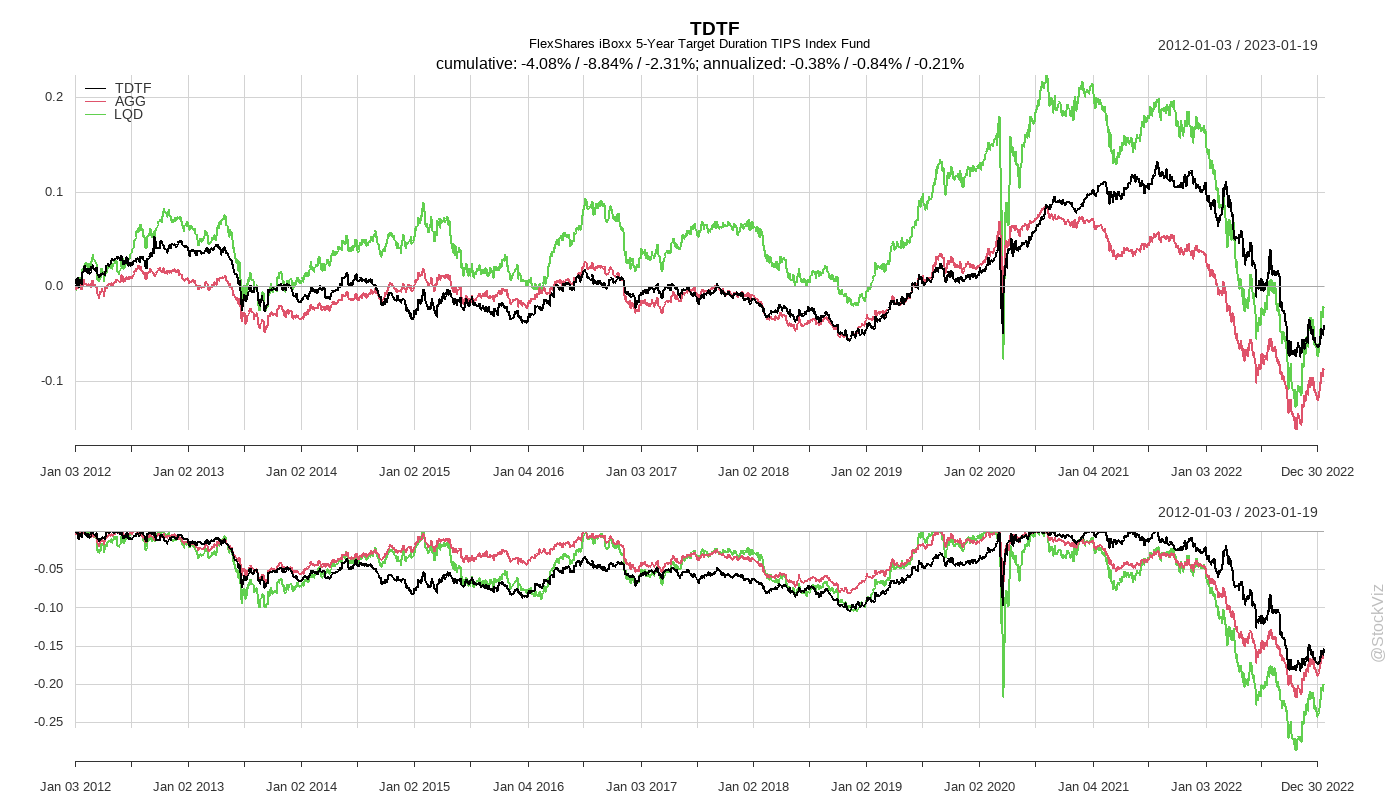 TDTF
FlexShares iBoxx 5-Year Target Duration TIPS Index Fund
2012-01-03 / 2023-01-19
cumulative: -4.08% / -8.84% / -2.31%; annualized: -0.38% / -0.84% / -0.21%
TDTF
AGG
LQD
0.2
0.1
0.0
-0.1
Jan 03 2012 Jan 02 2013 Jan 02 2014 Jan 02 2015 Jan 04 2016 Jan 03 2017 Jan 02 2018 Jan 02 2019 Jan 02 2020 Jan 04 2021 Jan 03 2022 Dec 30 2022
2012-01-03 / 2023-01-19
-0.05
-0.10
-0.15
-0.20
-0.25
Jan 03 2012 Jan 02 2013 Jan 02 2014 Jan 02 2015 Jan 04 2016 Jan 03 2017 Jan 02 2018 Jan 02 2019 Jan 02 2020 Jan 04 2021 Jan 03 2022 Dec 30 2022
@StockViz